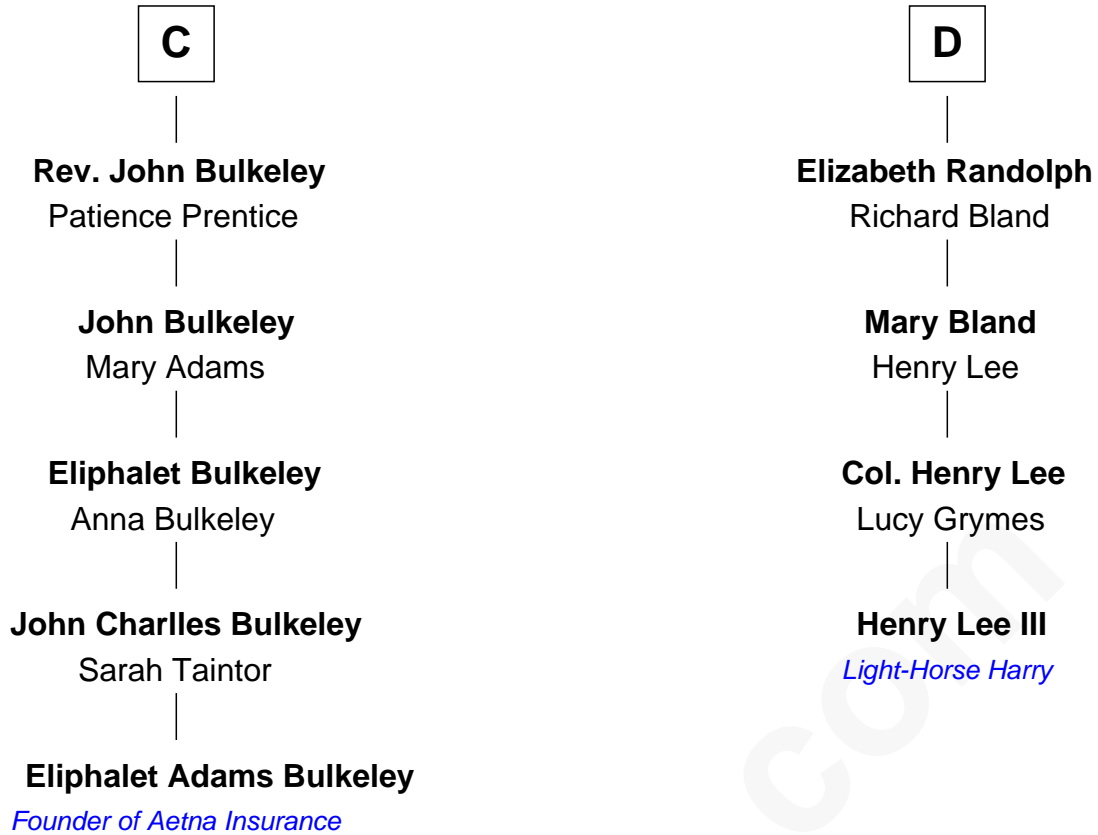 C
Rev. John Bulkeley
Patience Prentice
John Bulkeley
Mary Adams
Eliphalet Bulkeley
Anna Bulkeley
John Charlles Bulkeley
Sarah Taintor
Eliphalet Adams Bulkeley
Founder of Aetna Insurance
D
Elizabeth Randolph
Richard Bland
Mary Bland
Henry Lee
Col. Henry Lee
Lucy Grymes
Henry Lee III
Light-Horse Harry
com